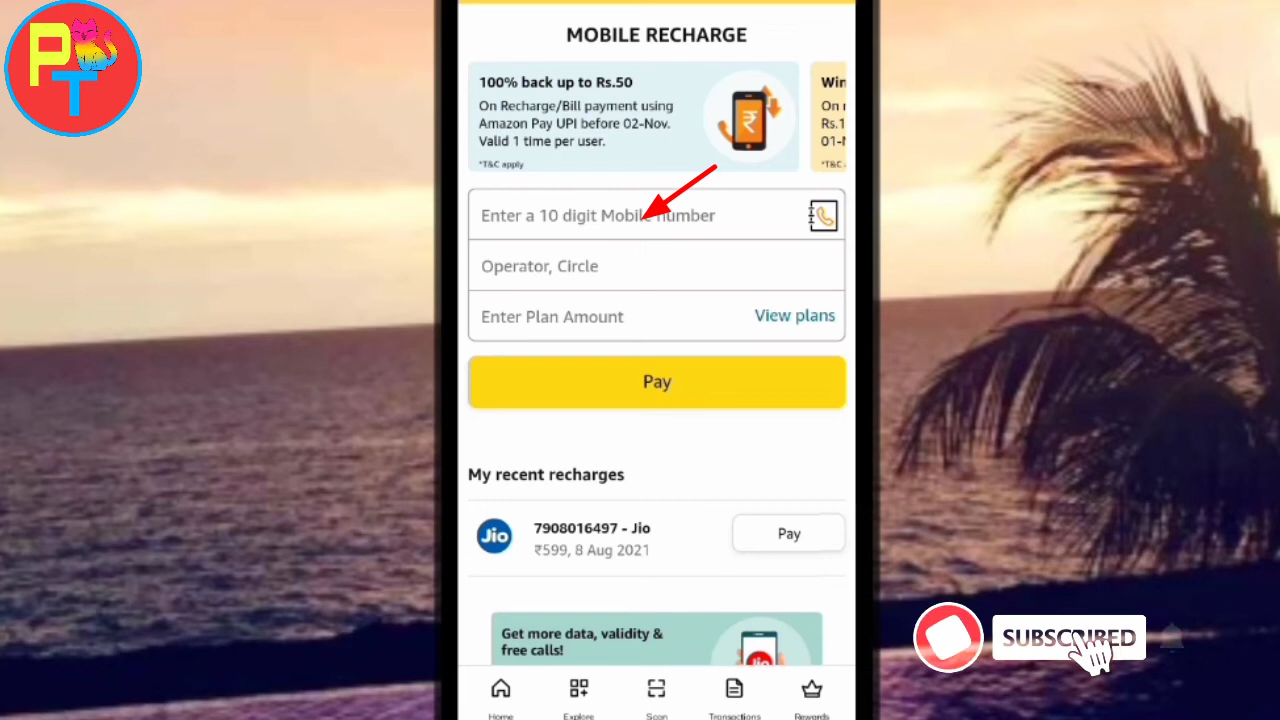 PT
MOBILE RECHARGE
100% back up to Rs.50
On Recharge/Bill payment using
Amazon Pay UPI before 02-Nov.
Valid 1 time per user.
*T&C apply
Win
On r
Rs.1
01-N
*T&C
Enter a 10 digit Mobile number
Operator, Circle
Enter Plan Amount
View plans
Pay
My recent recharges
Jio
7908016497 - Jio
₹599, 8 Aug 2021
Pay
Get more data, validity &
free calls!
Jio
Home
Explore
Scan
Transactions
Rewards
SUBSCRIBED